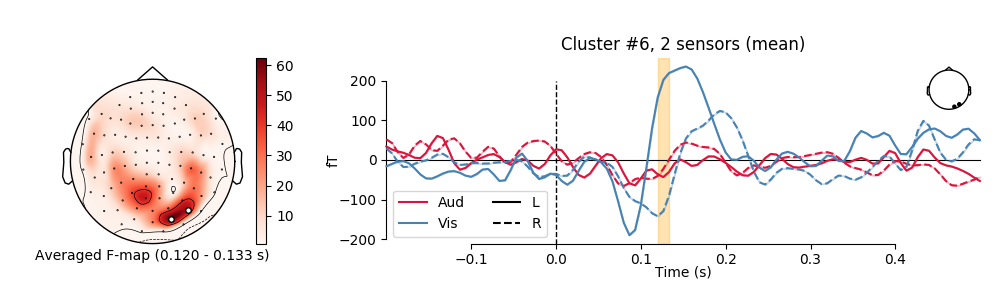 Cluster #6, 2 sensors (mean)
60
50
40
30
20
10
Averaged F-map (0.120 - 0.133 s)
fT
200
100
0
−100
−200
Aud
Vis
L
R
−0.1
0.0
0.1
0.2
0.3
0.4
Time (s)